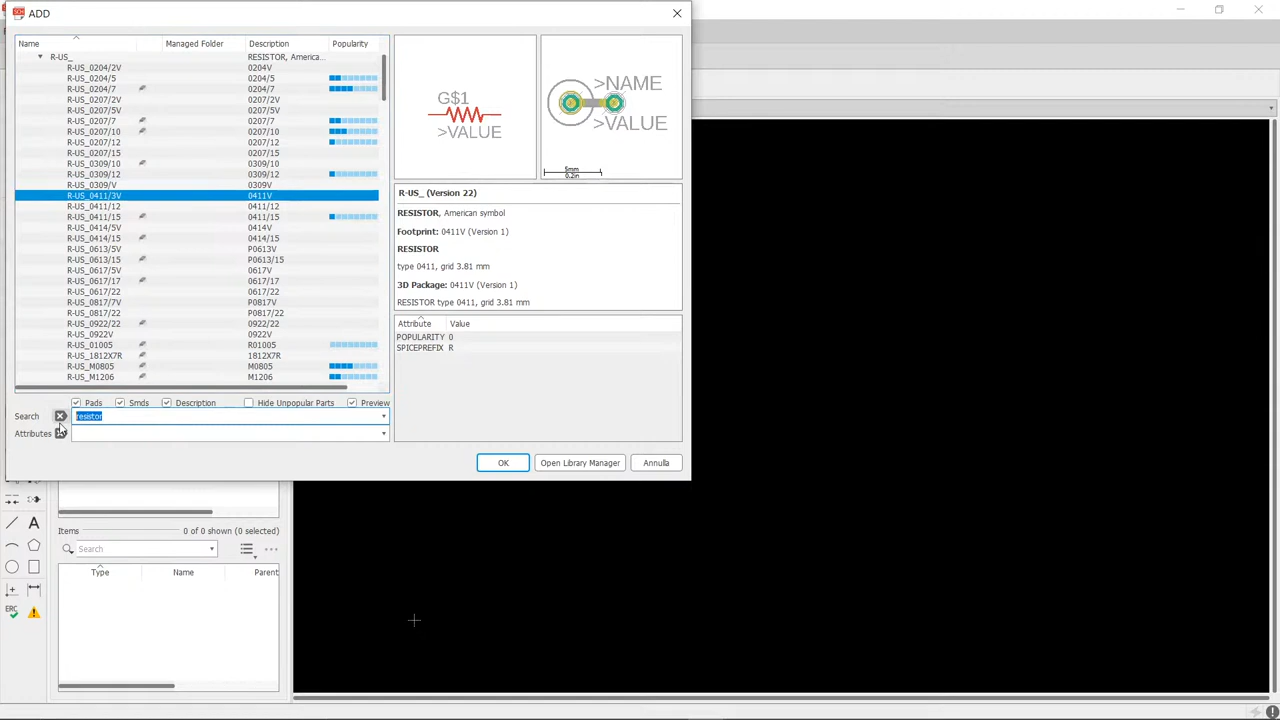 ADD
Name Managed Folder Description Popularity
R-US_ RESISTOR, America...
R-US_0204/2V 0204V
R-US_0204/5 0204/5
R-US_0204/7 0204/7
R-US_0207/2V 0207/2V
R-US_0207/5V 0207/5V
R-US_0207/7 0207/7
R-US_0207/10 0207/10
R-US_0207/12 0207/12
R-US_0207/15 0207/15
R-US_0309/10 0309/10
R-US_0309/12 0309/12
R-US_0309/V 0309V
R-US_0411/3V 0411V
R-US_0411/12 0411/12
R-US_0411/15 0411/15
R-US_0414/5V 0414V
R-US_0414/15 0414/15
R-US_0613/5V P0613V
R-US_0613/15 P0613/15
R-US_0617/5V 0617V
R-US_0617/17 0617/17
R-US_0617/22 0617/22
R-US_0817/7V P0817V
R-US_0817/22 P0817/22
R-US_0922/22 0922/22
R-US_0922V 0922V
R-US_01005 R01005
R-US_1812X7R 1812X7R
R-US_M0805 M0805
R-US_M1206 M1206
Pads Smds Description Hide Unpopular Parts Preview
Search resistor
Attributes
G$1
>VALUE
>NAME
>VALUE
5mm
0.2in
R-US_ (Version 22)
RESISTOR, American symbol
Footprint: 0411V (Version 1)
RESISTOR
type 0411, grid 3.81 mm
3D Package: 0411V (Version 1)
RESISTOR type 0411, grid 3.81 mm
Attribute Value
POPULARITY 0
SPICEPREFIX R
OK Open Library Manager Annulla
A
ERC
Items 0 of 0 shown (0 selected)
Search
Type Name Parent